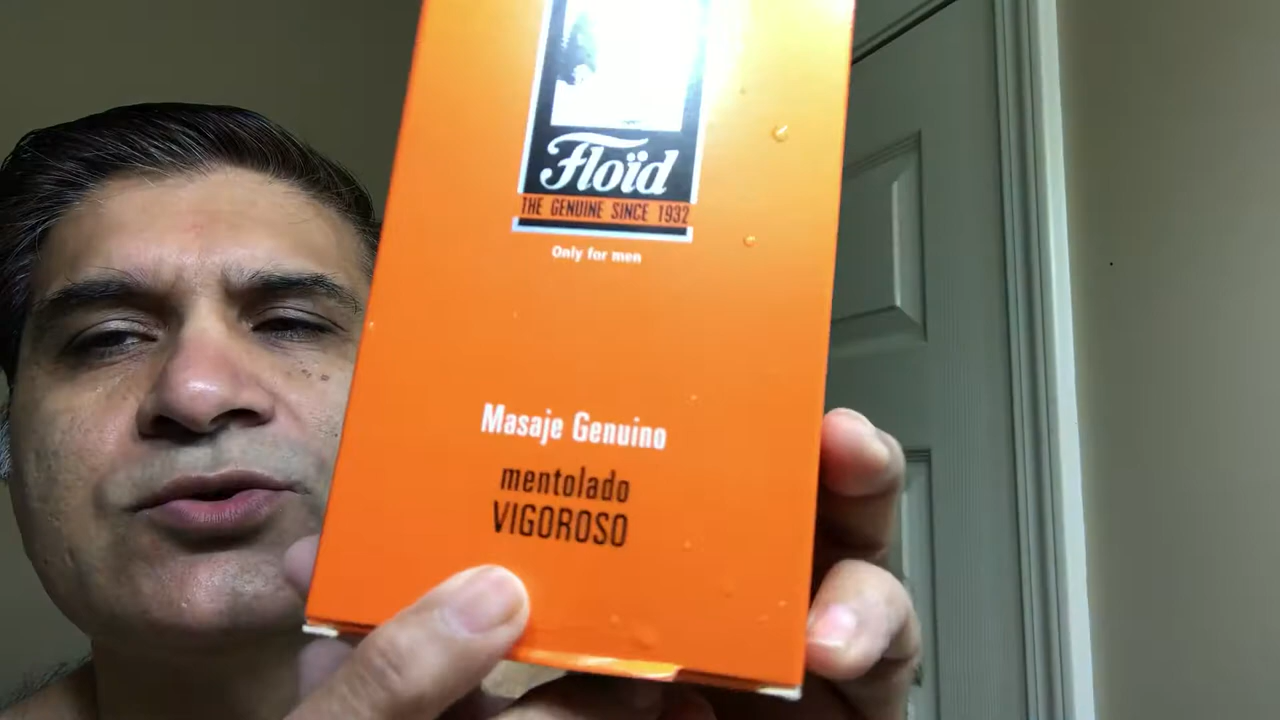 Floïd
THE GENUINE SINCE 1932
Only for men
Masaje Genuino
mentolado
VIGOROSO